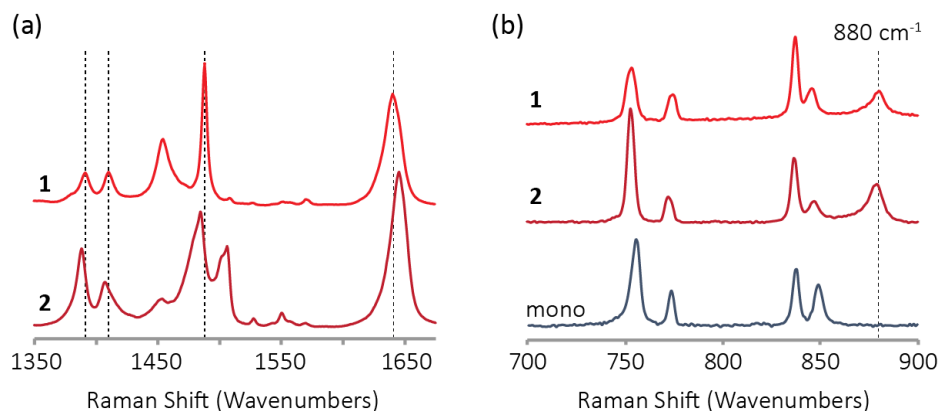 (a)
1
2
1350 1450 1550 1650
Raman Shift (Wavenumbers)
(b)
880 cm⁻¹
1
2
mono
700 750 800 850 900
Raman Shift (Wavenumbers)